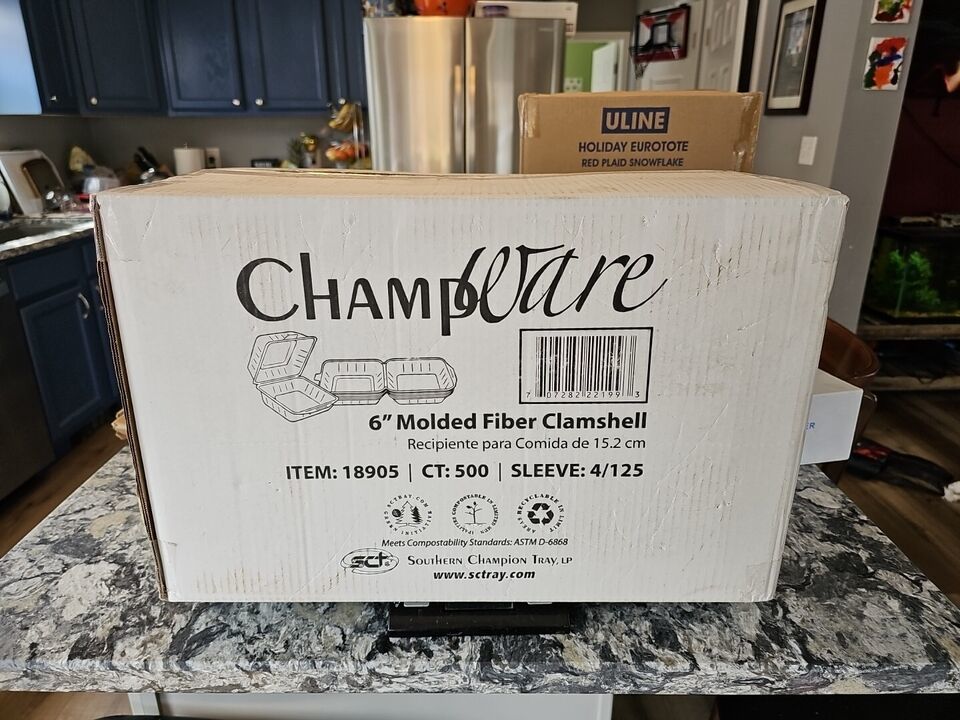 ULINE
HOLIDAY EUROTOTE
RED PLAID SNOWFLAKE
CHAMPWare
7 07282 22199 3
6” Molded Fiber Clamshell
Recipiente para Comida de 15.2 cm
ITEM: 18905 | CT: 500 | SLEEVE: 4/125
Meets Compostability Standards: ASTM D-6868
sct SOUTHERN CHAMPION TRAY, LP
www.sctray.com
ER